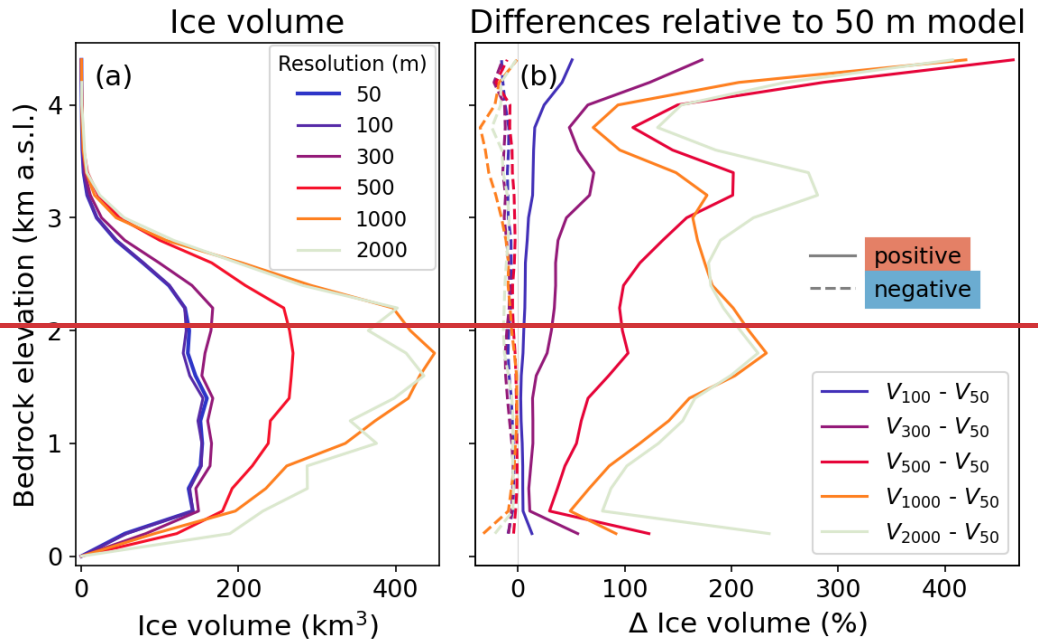 Ice volume
Differences relative to 50 m model
(a)
Resolution (m)
50
100
300
500
1000
2000
(b)
positive
negative
V100 - V50
V300 - V50
V500 - V50
V1000 - V50
V2000 - V50
Bedrock elevation (km a.s.l.)
4
3
2
1
0
0 200 400
0 100 200 300 400
Ice volume (km³)
Δ Ice volume (%)